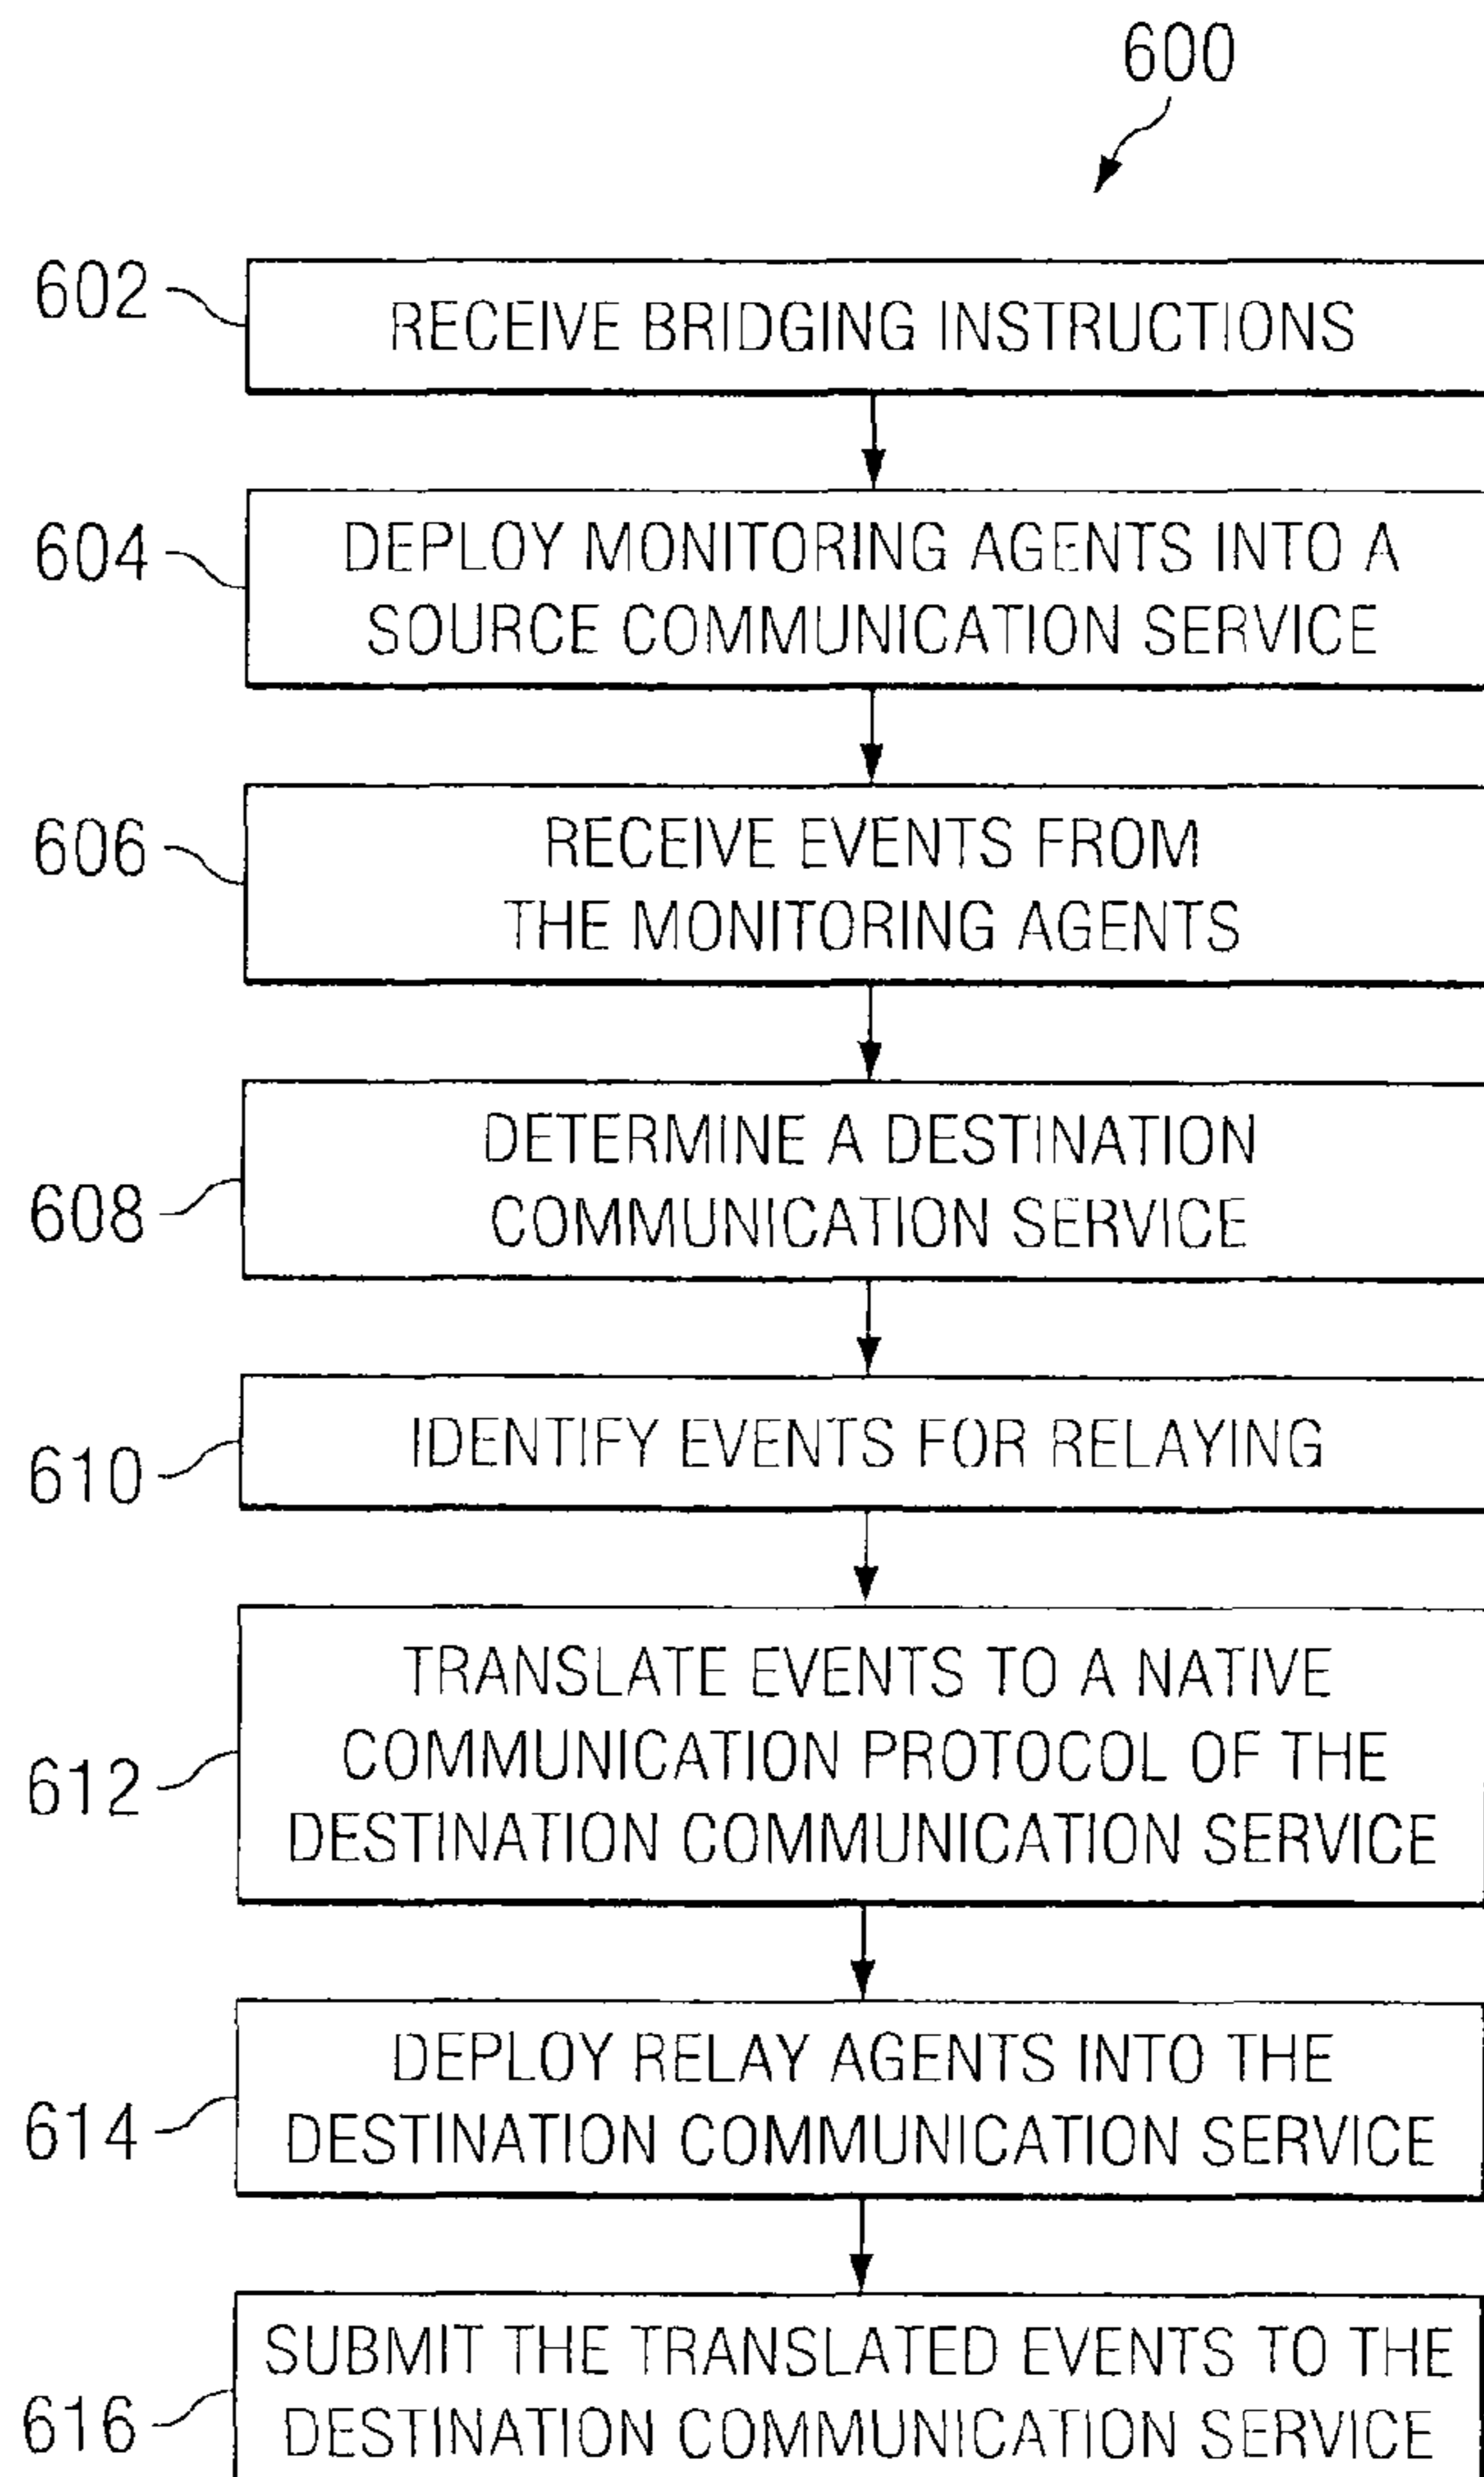 600
602
RECEIVE BRIDGING INSTRUCTIONS
604
DEPLOY MONITORING AGENTS INTO A
SOURCE COMMUNICATION SERVICE
606
RECEIVE EVENTS FROM
THE MONITORING AGENTS
608
DETERMINE A DESTINATION
COMMUNICATION SERVICE
610
IDENTIFY EVENTS FOR RELAYING
612
TRANSLATE EVENTS TO A NATIVE
COMMUNICATION PROTOCOL OF THE
DESTINATION COMMUNICATION SERVICE
614
DEPLOY RELAY AGENTS INTO THE
DESTINATION COMMUNICATION SERVICE
616
SUBMIT THE TRANSLATED EVENTS TO THE
DESTINATION COMMUNICATION SERVICE